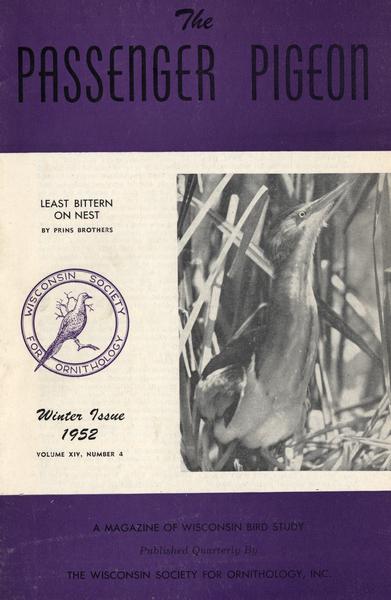 The
PASSENGER PIGEON
LEAST BITTERN
ON NEST
BY PRINS BROTHERS
WISCONSIN SOCIETY
FOR ORNITHOLOGY
Winter Issue
1952
VOLUME XIV, NUMBER 4
A MAGAZINE OF WISCONSIN BIRD STUDY
Published Quarterly By
THE WISCONSIN SOCIETY FOR ORNITHOLOGY, INC.